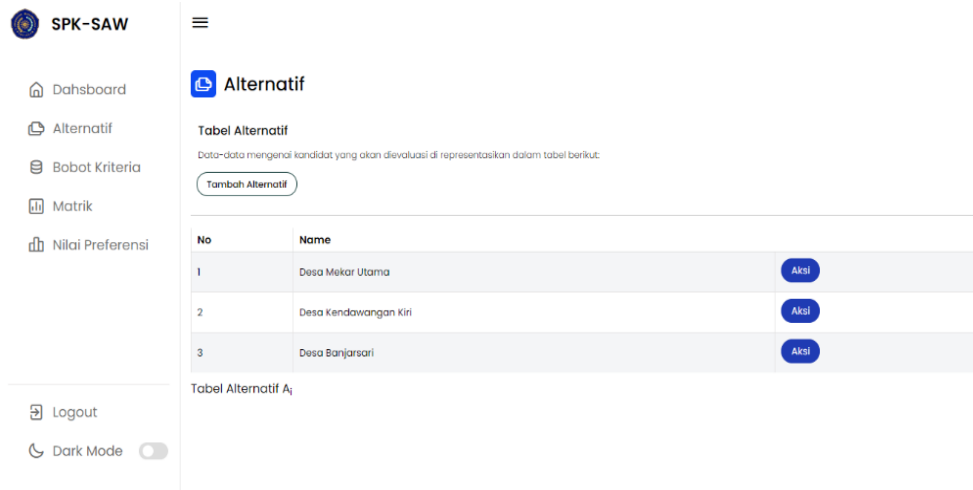 SPK-SAW
Dahsboard
Alternatif
Bobot Kriteria
Matrik
Nilai Preferensi
Logout
Dark Mode
Alternatif
Tabel Alternatif
Data-data mengenai kandidat yang akan dievaluasi di representasikan dalam tabel berikut:
Tambah Alternatif
No Name
1 Desa Mekar Utama Aksi
2 Desa Kendawangan Kiri Aksi
3 Desa Banjarsari Aksi
Tabel Alternatif Ai